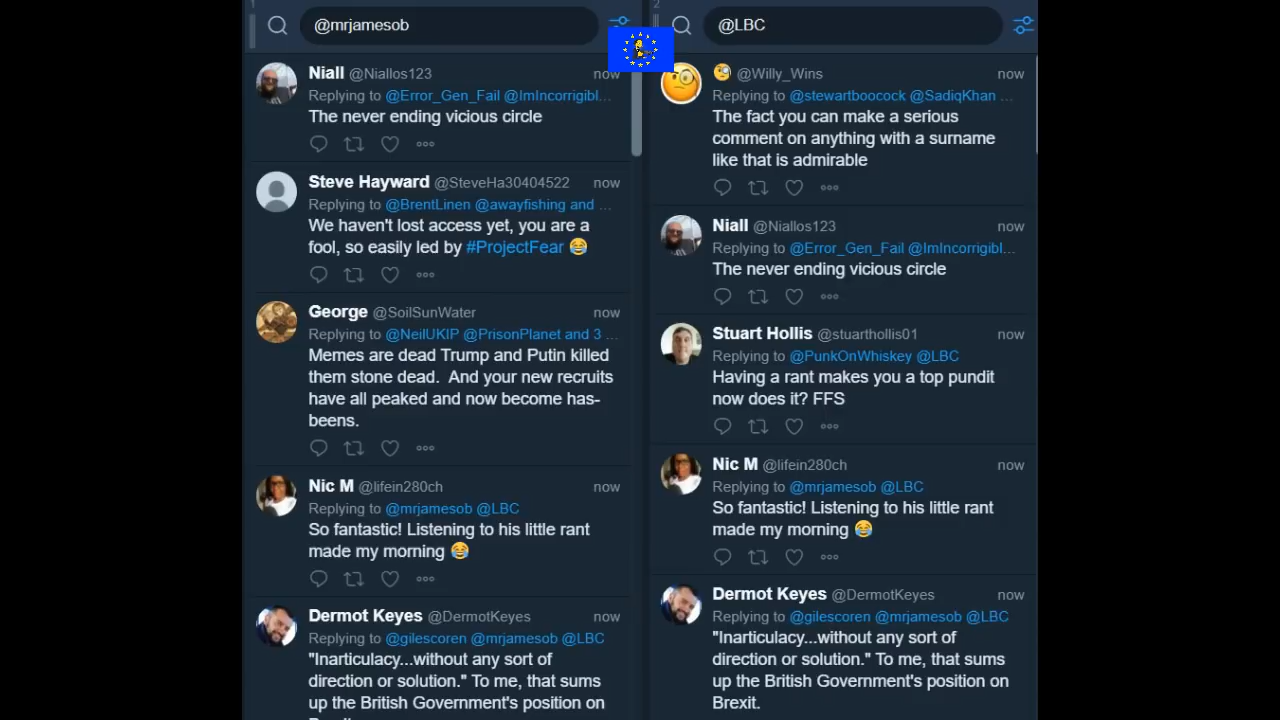 1
@mrjamesob
Niall @Niallos123 now
Replying to @Error_Gen_Fail @ImIncorrigibl...
The never ending vicious circle
Steve Hayward @SteveHa30404522 now
Replying to @BrentLinen @awayfishing and ...
We haven't lost access yet, you are a
fool, so easily led by #ProjectFear 😂
George @SoilSunWater now
Replying to @NeilUKIP @PrisonPlanet and 3 ...
Memes are dead Trump and Putin killed
them stone dead.  And your new recruits
have all peaked and now become has-
beens.
Nic M @lifein280ch now
Replying to @mrjamesob @LBC
So fantastic! Listening to his little rant
made my morning 😂
Dermot Keyes @DermotKeyes now
Replying to @gilescoren @mrjamesob @LBC
"Inarticulacy...without any sort of
direction or solution." To me, that sums
up the British Government's position on
2
@LBC
🧐 @Willy_Wins now
Replying to @stewartboocock @SadiqKhan ...
The fact you can make a serious
comment on anything with a surname
like that is admirable
Niall @Niallos123 now
Replying to @Error_Gen_Fail @ImIncorrigibl...
The never ending vicious circle
Stuart Hollis @stuarthollis01 now
Replying to @PunkOnWhiskey @LBC
Having a rant makes you a top pundit
now does it? FFS
Nic M @lifein280ch now
Replying to @mrjamesob @LBC
So fantastic! Listening to his little rant
made my morning 😂
Dermot Keyes @DermotKeyes now
Replying to @gilescoren @mrjamesob @LBC
"Inarticulacy...without any sort of
direction or solution." To me, that sums
up the British Government's position on
Brexit.